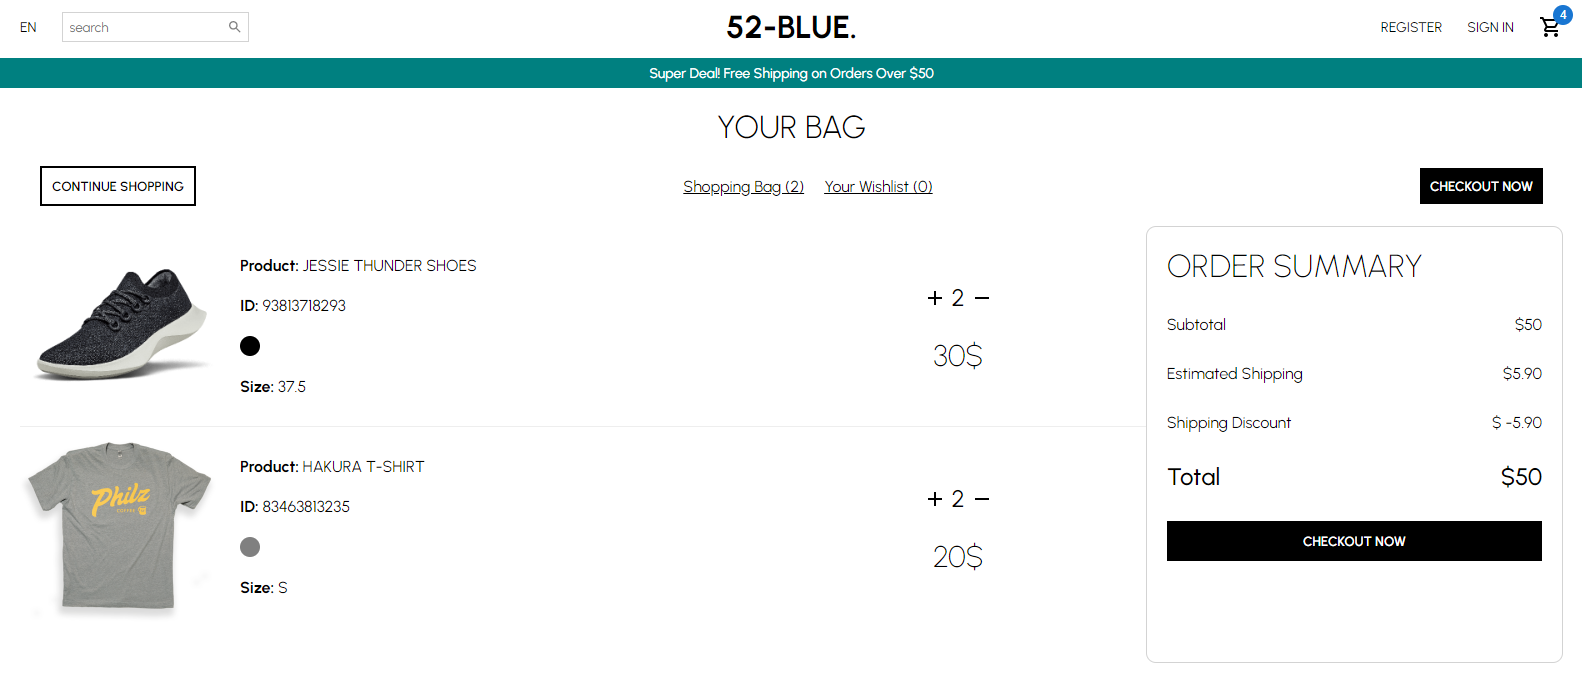 EN
search
52-BLUE.
REGISTER
SIGN IN
4
Super Deal! Free Shipping on Orders Over $50
YOUR BAG
CONTINUE SHOPPING
Shopping Bag (2)
Your Wishlist (0)
CHECKOUT NOW
Product: JESSIE THUNDER SHOES
ID: 93813718293
Size: 37.5
+ 2 −
30$
Philz
COFFEE
Product: HAKURA T-SHIRT
ID: 83463813235
Size: S
+ 2 −
20$
ORDER SUMMARY
Subtotal $50
Estimated Shipping $5.90
Shipping Discount $ -5.90
Total $50
CHECKOUT NOW